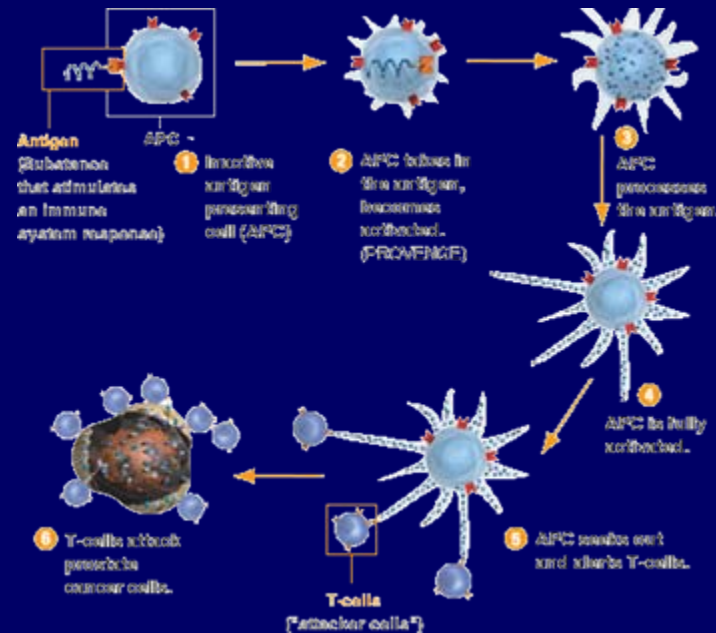 Antigen
(Substance
that stimulates
an immune
system response)
APC
1 Inactive
antigen
presenting
cell (APC)
2 APC takes in
the antigen,
becomes
activated.
(PROVENGE)
3
APC
processes
the antigen.
4
APC is fully
activated.
5 APC seeks out
and alerts T-cells.
T-cells
("attacker cells")
6 T-cells attack
prostate
cancer cells.